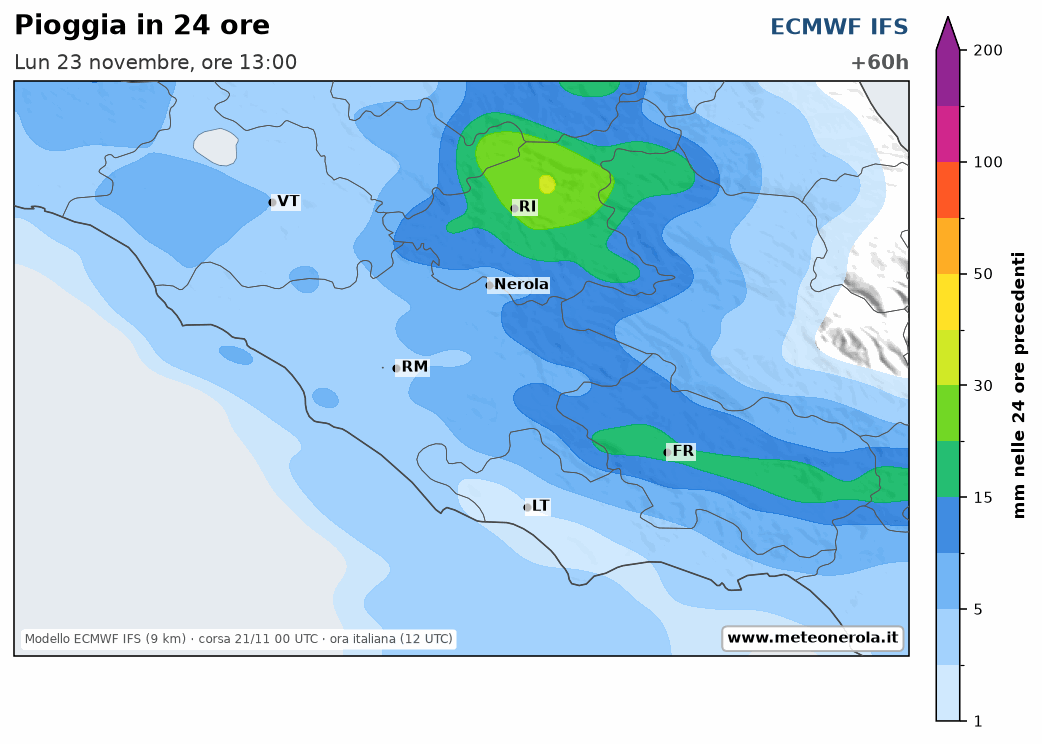 Pioggia in 24 ore
ECMWF IFS
Lun 23 novembre, ore 13:00
+60h
VT
RI
Nerola
RM
FR
LT
Modello ECMWF IFS (9 km) · corsa 21/11 00 UTC · ora italiana (12 UTC)
www.meteonerola.it
200
100
50
30
15
5
1
mm nelle 24 ore precedenti